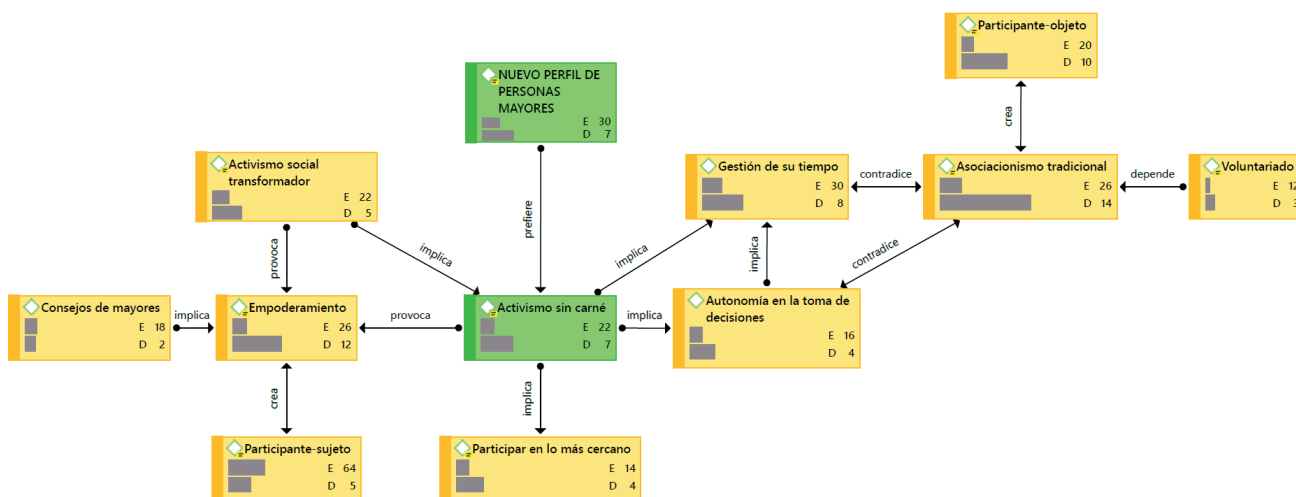 Participante-objeto
E 20
D 10
NUEVO PERFIL DE
PERSONAS
MAYORES
E 30
D 7
crea
Activismo social
transformador
E 22
D 5
prefiere
Gestión de su tiempo
E 30
D 8
contradice
Asociacionismo tradicional
E 26
D 14
depende
Voluntariado
E 12
D 3
provoca
implica
implica
implica
contradice
Consejos de mayores
E 18
D 2
implica
Empoderamiento
E 26
D 12
provoca
Activismo sin carné
E 22
D 7
implica
Autonomía en la toma de
decisiones
E 16
D 4
crea
implica
Participante-sujeto
E 64
D 5
Participar en lo más cercano
E 14
D 4